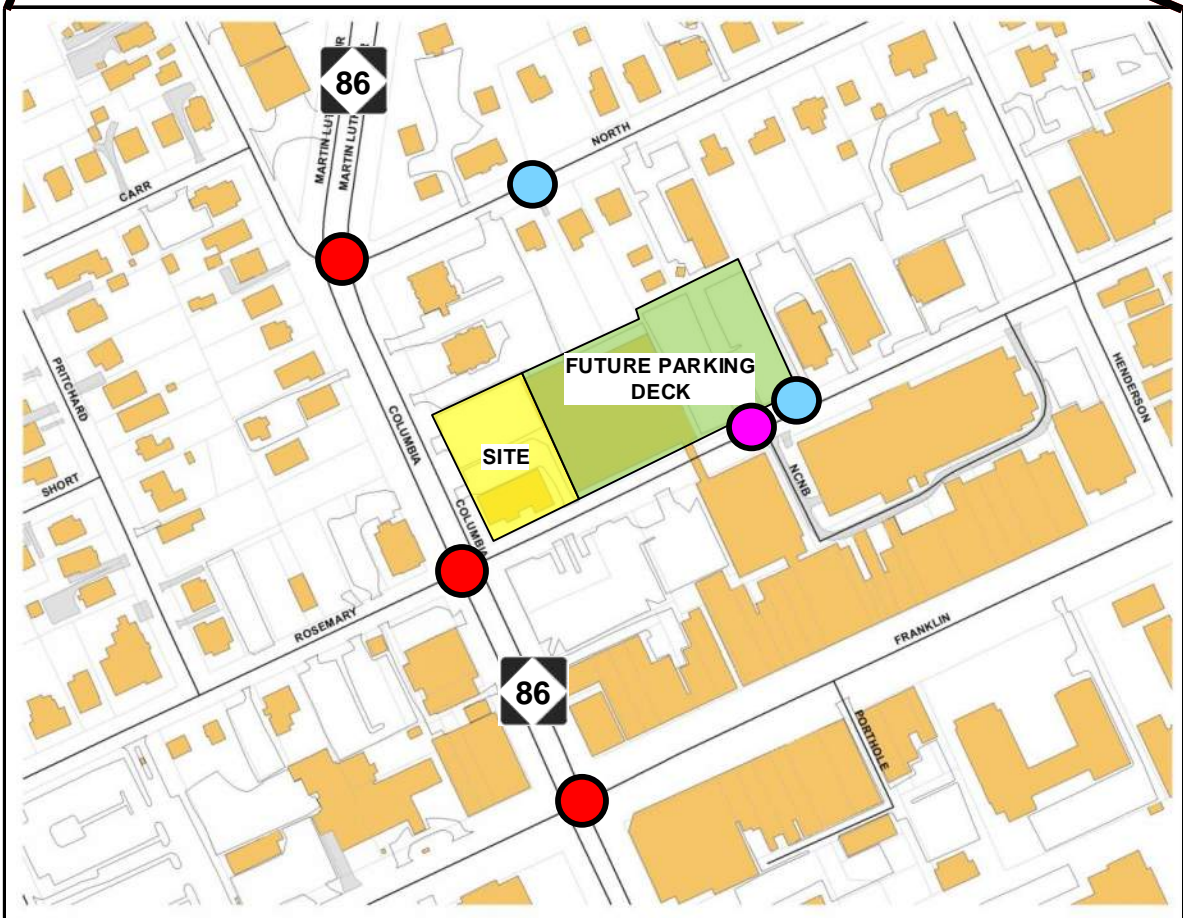 86
MARTIN LUT
MARTIN LUTH
NORTH
CARR
PRITCHARD
COLUMBIA
FUTURE PARKING
DECK
HENDERSON
SITE
SHORT
NCNB
COLUMBIA
ROSEMARY
FRANKLIN
86
PORTHOLE